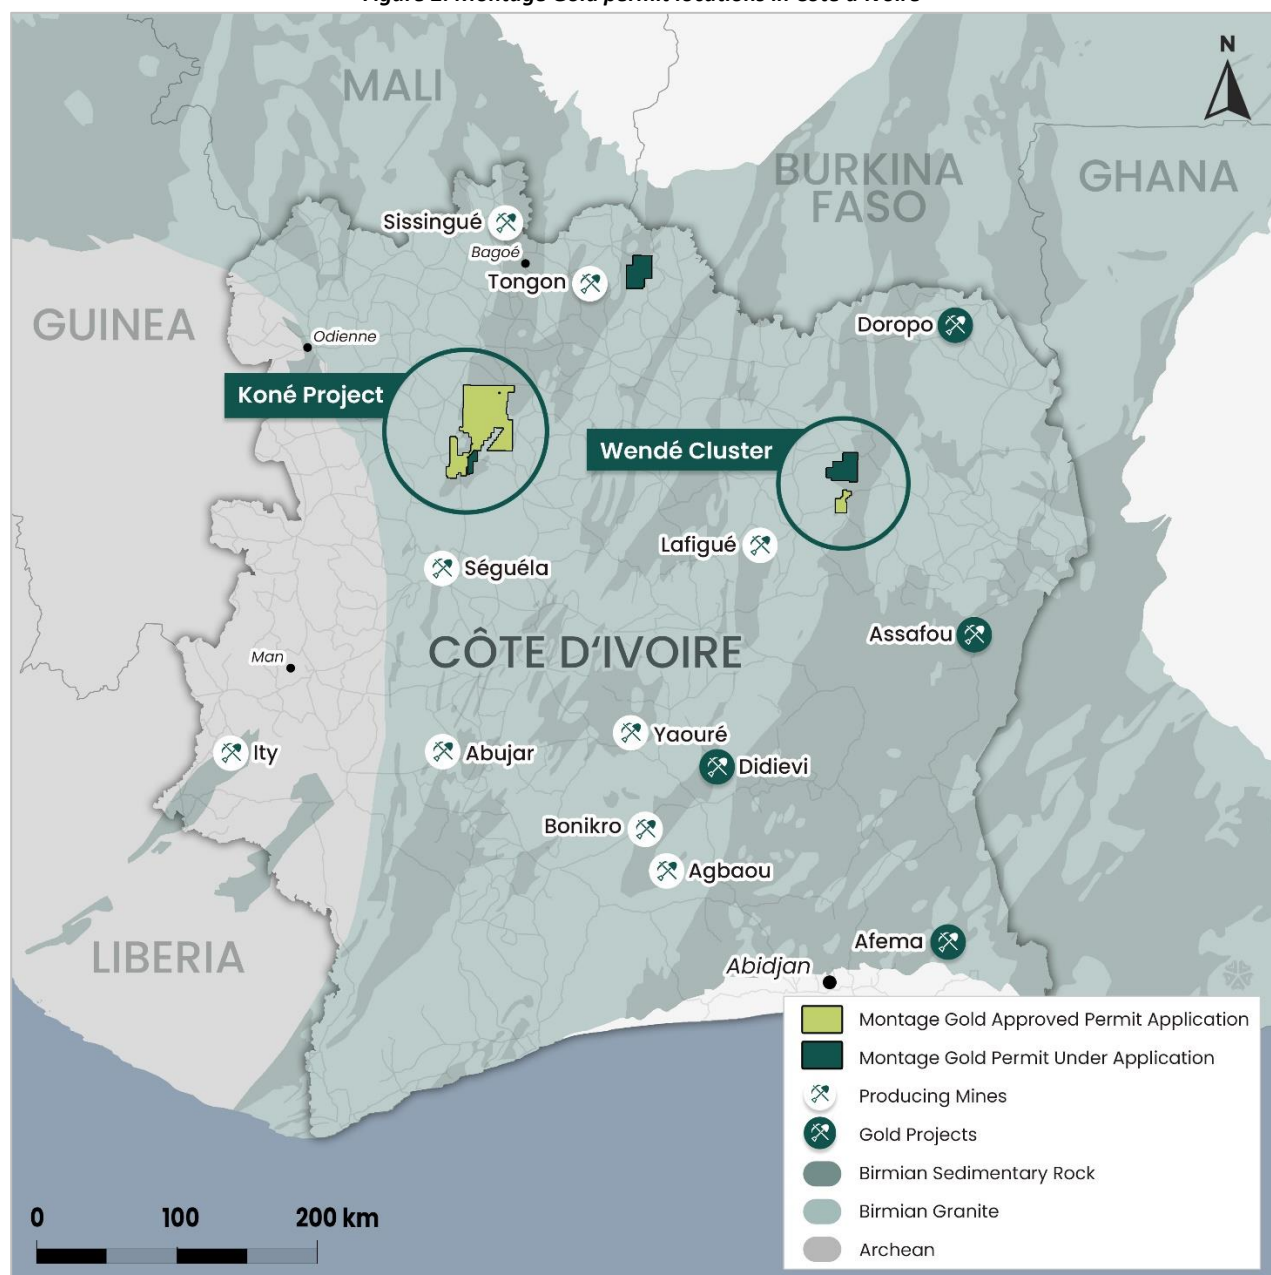 N
MALI
BURKINA
FASO
GHANA
Sissingué
Bagoé
Tongon
GUINEA
Doropo
Odienne
Koné Project
Wendé Cluster
Lafigué
Séguéla
Assafou
CÔTE D'IVOIRE
Man
Yaouré
Ity
Abujar
Didievi
Bonikro
Agbaou
Afema
LIBERIA
Abidjan
Montage Gold Approved Permit Application
Montage Gold Permit Under Application
Producing Mines
Gold Projects
Birmian Sedimentary Rock
Birmian Granite
Archean
0 100 200 km